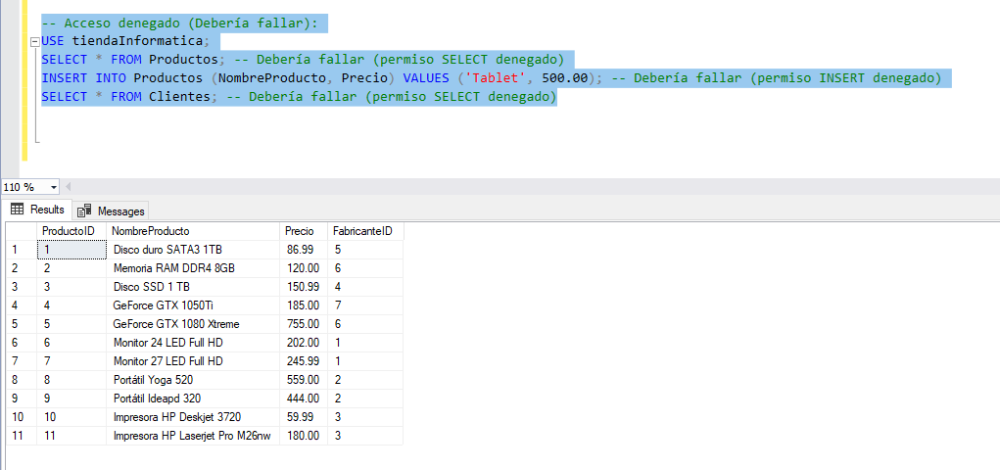 -- Acceso denegado (Debería fallar):
USE tiendaInformatica;
SELECT * FROM Productos; -- Debería fallar (permiso SELECT denegado)
INSERT INTO Productos (NombreProducto, Precio) VALUES ('Tablet', 500.00); -- Debería fallar (permiso INSERT denegado)
SELECT * FROM Clientes; -- Debería fallar (permiso SELECT denegado)
110 %
Results Messages
ProductoID NombreProducto Precio FabricanteID
1 1 Disco duro SATA3 1TB 86.99 5
2 2 Memoria RAM DDR4 8GB 120.00 6
3 3 Disco SSD 1 TB 150.99 4
4 4 GeForce GTX 1050Ti 185.00 7
5 5 GeForce GTX 1080 Xtreme 755.00 6
6 6 Monitor 24 LED Full HD 202.00 1
7 7 Monitor 27 LED Full HD 245.99 1
8 8 Portátil Yoga 520 559.00 2
9 9 Portátil Ideapd 320 444.00 2
10 10 Impresora HP Deskjet 3720 59.99 3
11 11 Impresora HP Laserjet Pro M26nw 180.00 3